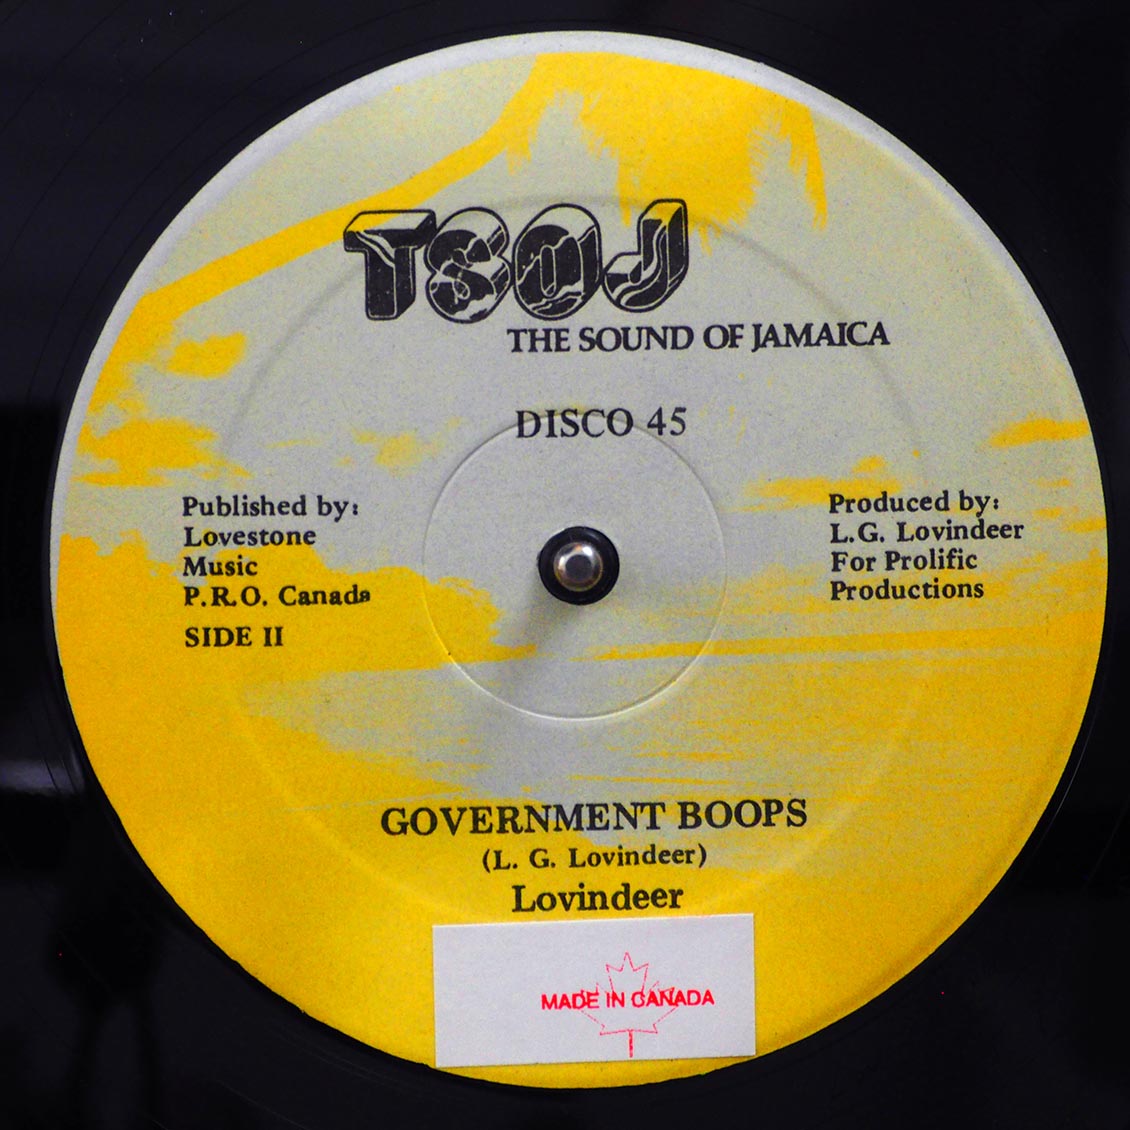 TSOJ
THE SOUND OF JAMAICA
DISCO 45
Published by:
Lovestone
Music
P.R.O. Canada
SIDE II
Produced by:
L.G. Lovindeer
For Prolific
Productions
GOVERNMENT BOOPS
(L. G. Lovindeer)
Lovindeer
MADE IN CANADA